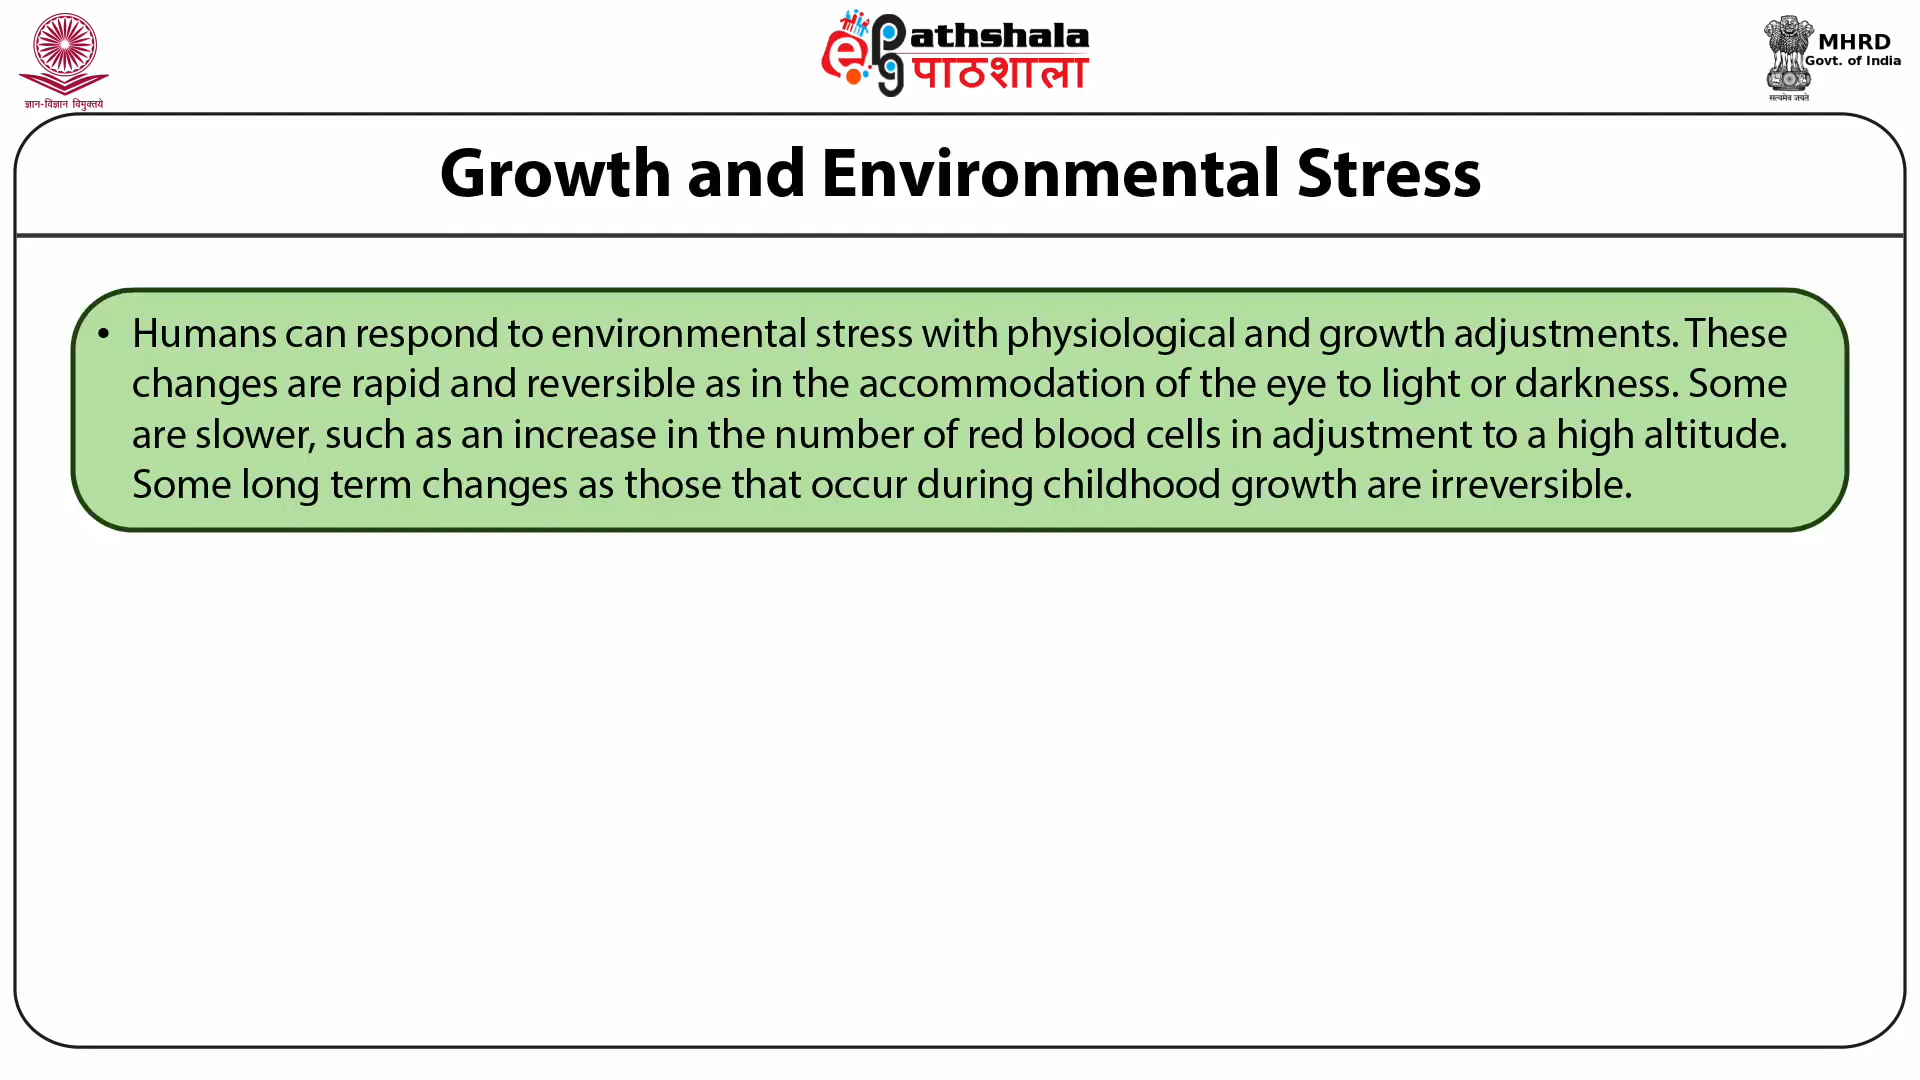 ज्ञान-विज्ञान विमुक्तये
e
pg
athshala
पाठशाला
MHRD
Govt. of India
सत्यमेव जयते
Growth and Environmental Stress
• Humans can respond to environmental stress with physiological and growth adjustments. These
changes are rapid and reversible as in the accommodation of the eye to light or darkness. Some
are slower, such as an increase in the number of red blood cells in adjustment to a high altitude.
Some long term changes as those that occur during childhood growth are irreversible.